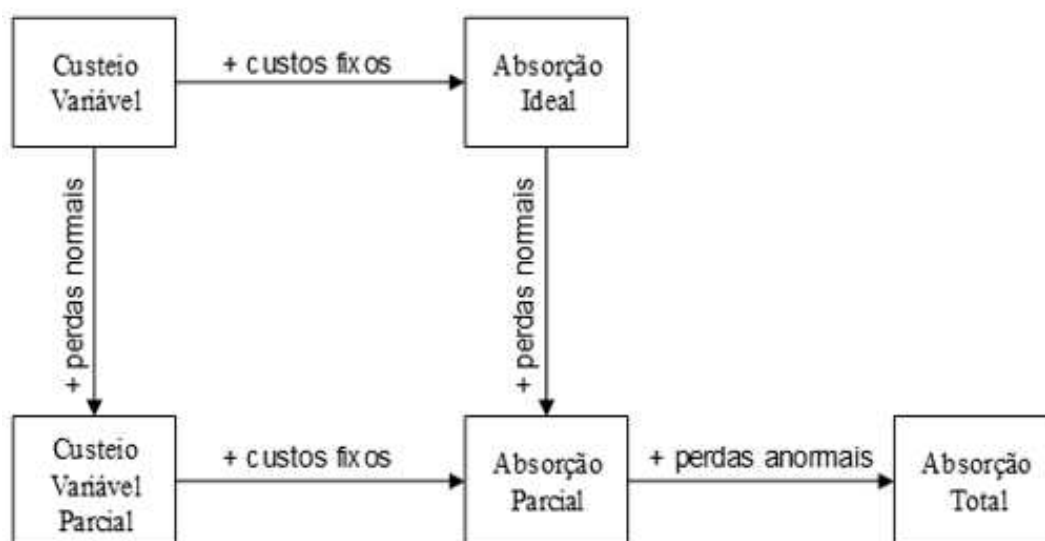 Custeio
Variável
+ custos fixos
Absorção
Ideal
+ perdas normais
+ perdas normais
Custeio
Variável
Parcial
+ custos fixos
Absorção
Parcial
+ perdas anormais
Absorção
Total